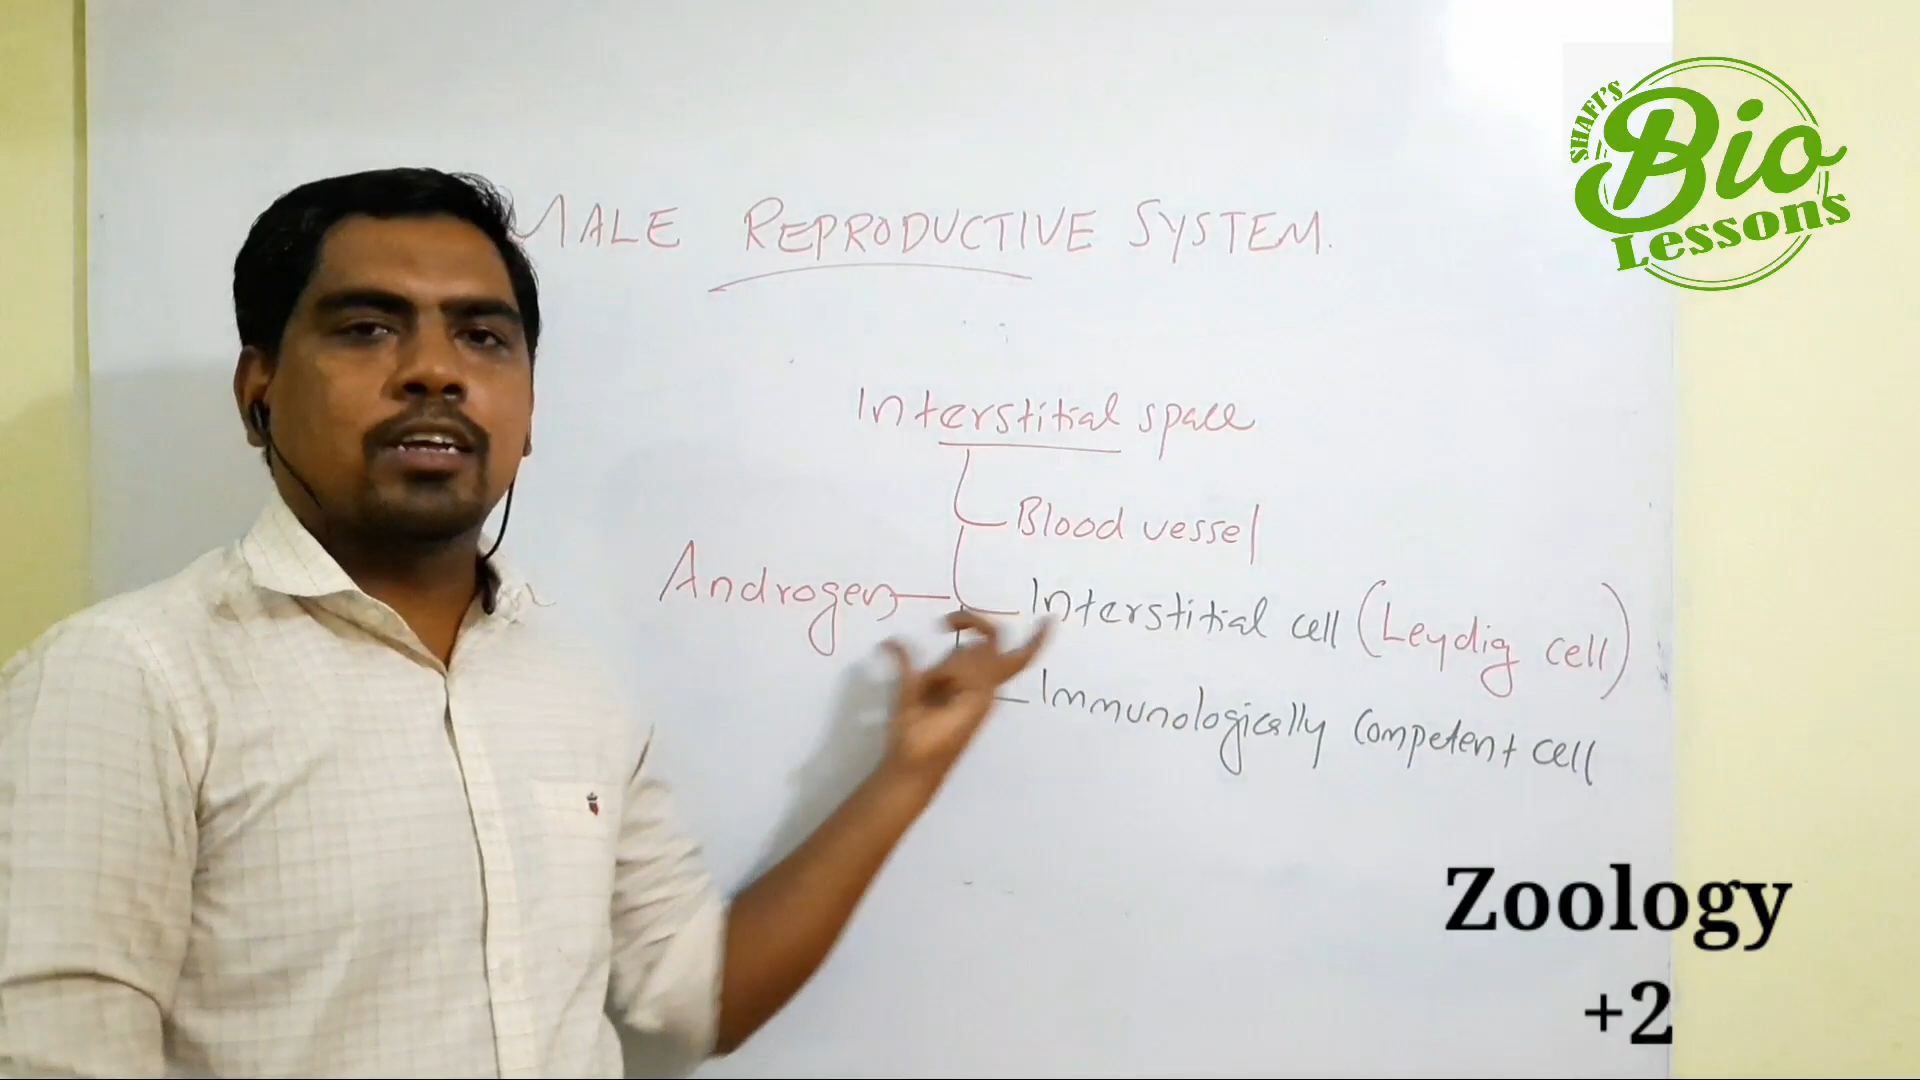 SHAFI'S
Bio
Lessons
MALE REPRODUCTIVE SYSTEM.
Interstitial space
Blood vessel
Androgen
Interstitial cell (Leydig cell)
Immunologically Competent cell
Zoology
+2